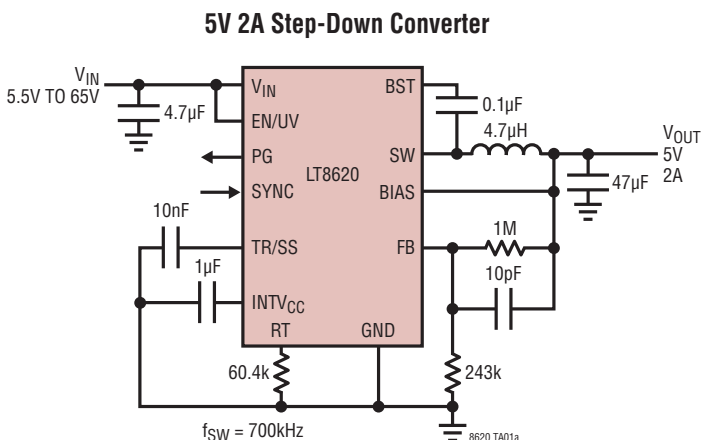 5V 2A Step-Down Converter
VIN
5.5V TO 65V
4.7µF
VIN
EN/UV
PG
SYNC
TR/SS
INTVCC
RT
GND
LT8620
BST
SW
BIAS
FB
0.1µF
4.7µH
VOUT
5V
2A
47µF
1M
10pF
10nF
1µF
60.4k
243k
fSW = 700kHz
8620 TA01a